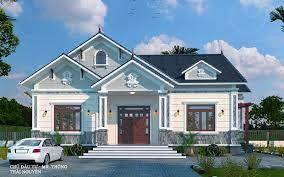 CHỦ ĐẦU TƯ - MR. THÔNG
THÁI NGUYÊN